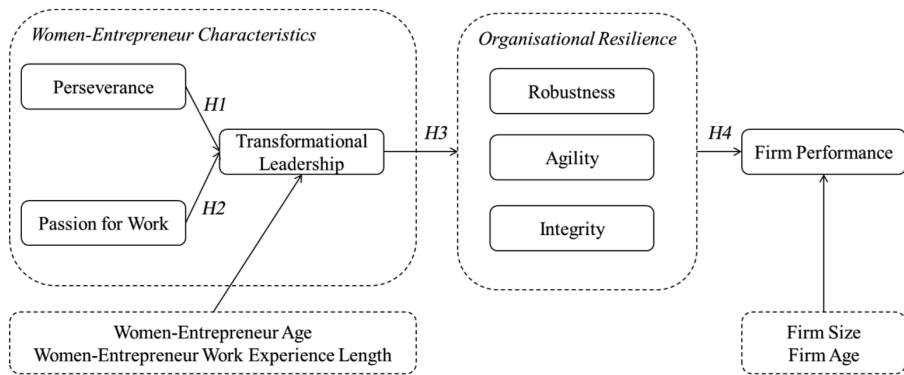 Women-Entrepreneur Characteristics
Perseverance
H1
Transformational
Leadership
H2
Passion for Work
H3
Organisational Resilience
Robustness
Agility
Integrity
H4
Firm Performance
Women-Entrepreneur Age
Women-Entrepreneur Work Experience Length
Firm Size
Firm Age